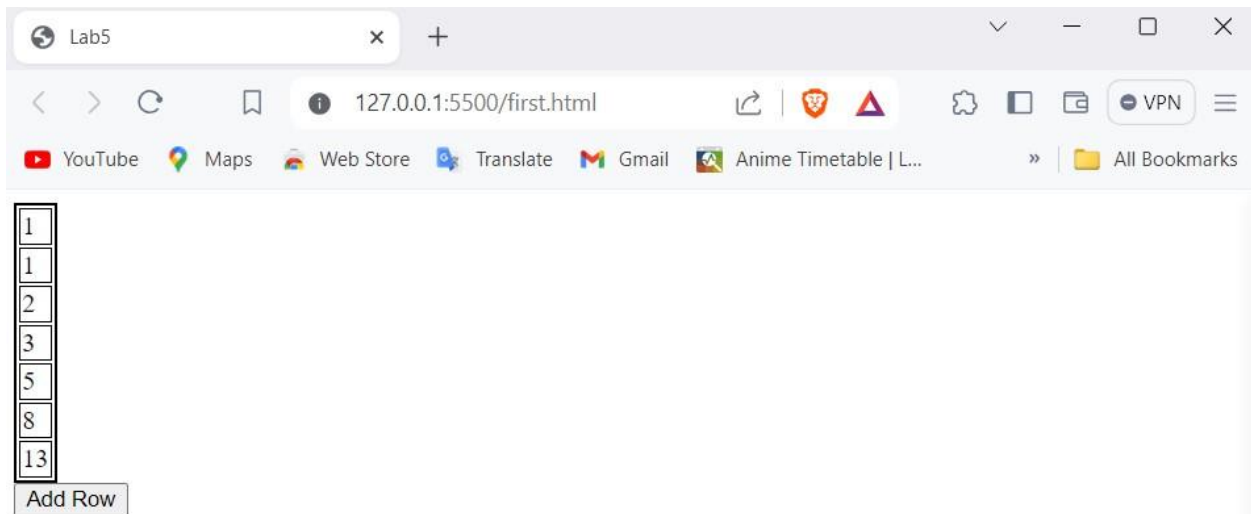 Lab5
127.0.0.1:5500/first.html VPN
YouTube Maps Web Store Translate Gmail Anime Timetable | L... » All Bookmarks
1
1
2
3
5
8
13
Add Row